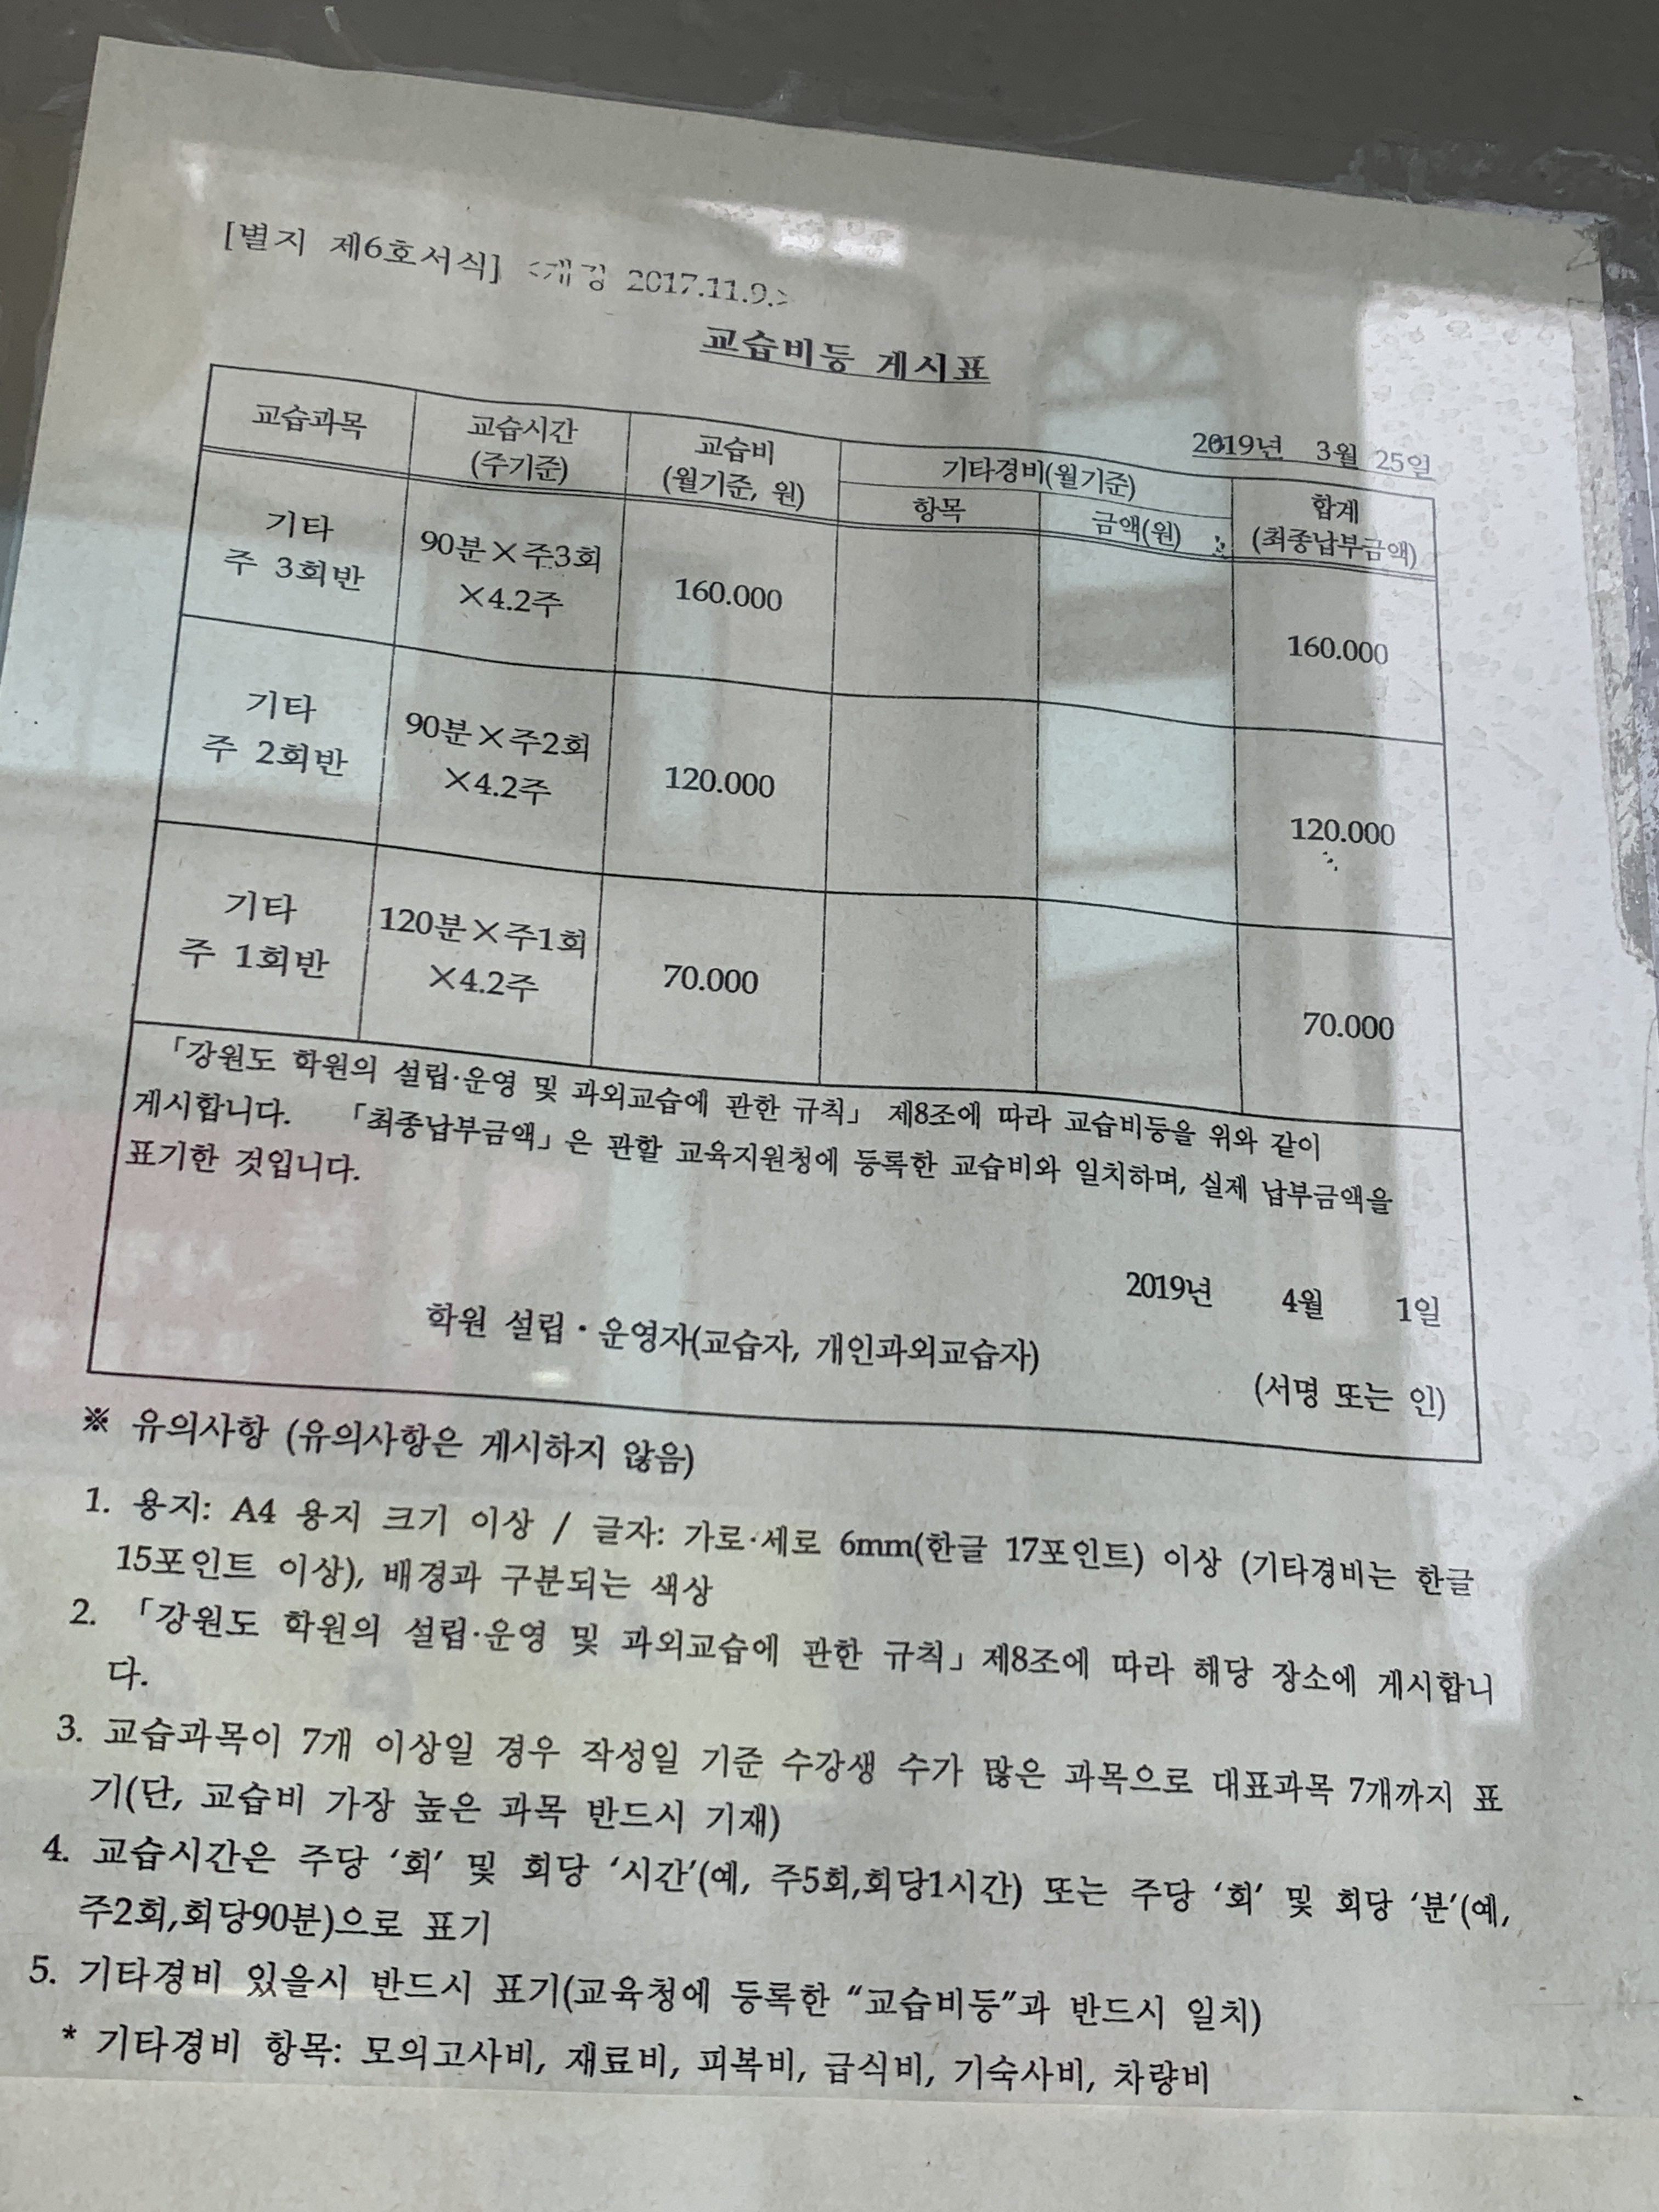 [별지 제6호서식] <개정 2017.11.9.>
교습비등 게시표
2019년 3월 25일
교습과목
교습시간
(주기준)
교습비
(월기준, 원)
기타경비(월기준)
항목
금액(원)
합계
(최종납부금액)
기타
주 3회반
90분×주3회
×4.2주
160.000
160.000
기타
주 2회반
90분×주2회
×4.2주
120.000
120.000
기타
주 1회반
120분×주1회
×4.2주
70.000
70.000
「강원도 학원의 설립·운영 및 과외교습에 관한 규칙」 제8조에 따라 교습비등을 위와 같이
게시합니다. 「최종납부금액」은 관할 교육지원청에 등록한 교습비와 일치하며, 실제 납부금액을
표기한 것입니다.
2019년 4월 1일
학원 설립·운영자(교습자, 개인과외교습자)
(서명 또는 인)
※ 유의사항 (유의사항은 게시하지 않음)
1. 용지: A4 용지 크기 이상 / 글자: 가로·세로 6mm(한글 17포인트) 이상 (기타경비는 한글
15포인트 이상), 배경과 구분되는 색상
2. 「강원도 학원의 설립·운영 및 과외교습에 관한 규칙」제8조에 따라 해당 장소에 게시합니
다.
3. 교습과목이 7개 이상일 경우 작성일 기준 수강생 수가 많은 과목으로 대표과목 7개까지 표
기(단, 교습비 가장 높은 과목 반드시 기재)
4. 교습시간은 주당 '회' 및 회당 '시간'(예, 주5회,회당1시간) 또는 주당 '회' 및 회당 '분'(예,
주2회,회당90분)으로 표기
5. 기타경비 있을시 반드시 표기(교육청에 등록한 "교습비등"과 반드시 일치)
* 기타경비 항목: 모의고사비, 재료비, 피복비, 급식비, 기숙사비, 차량비